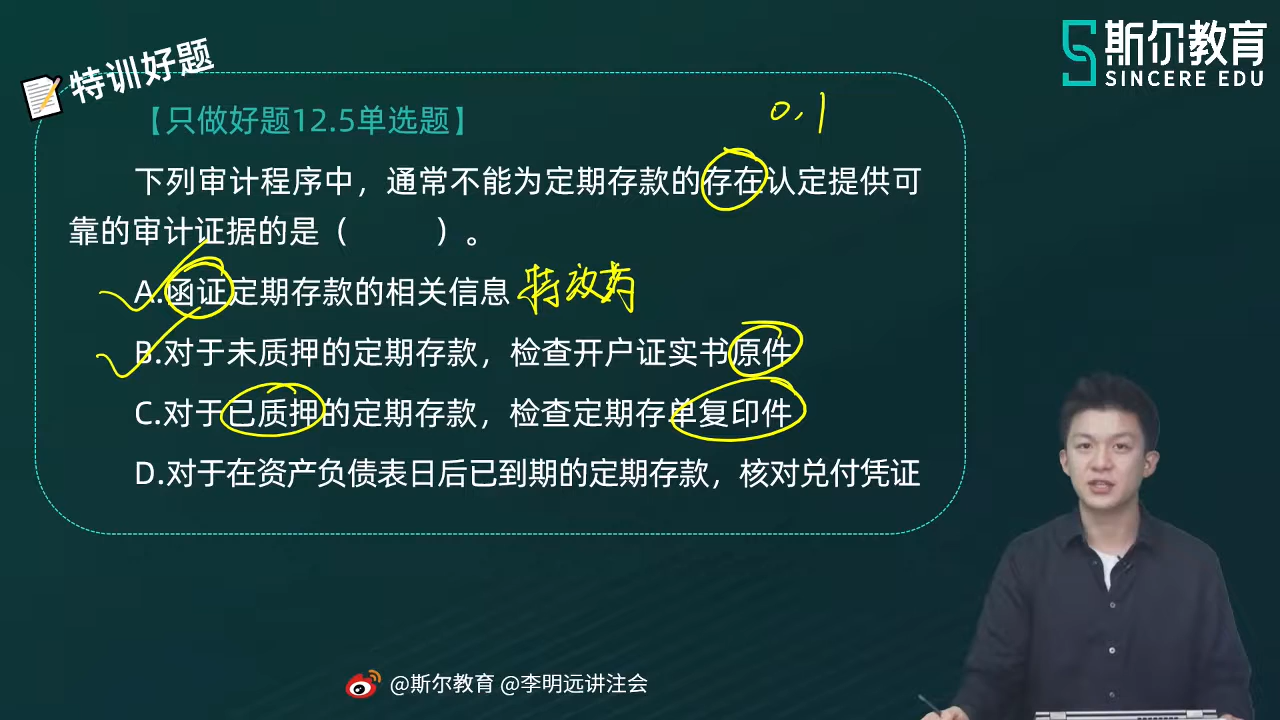 特训好题
斯尔教育
SINCERE EDU
【只做好题12.5单选题】
0.1
下列审计程序中，通常不能为定期存款的存在认定提供可
靠的审计证据的是（　　）。
A.函证定期存款的相关信息 特效药
B.对于未质押的定期存款，检查开户证实书原件
C.对于已质押的定期存款，检查定期存单复印件
D.对于在资产负债表日后已到期的定期存款，核对兑付凭证
@斯尔教育 @李明远讲注会